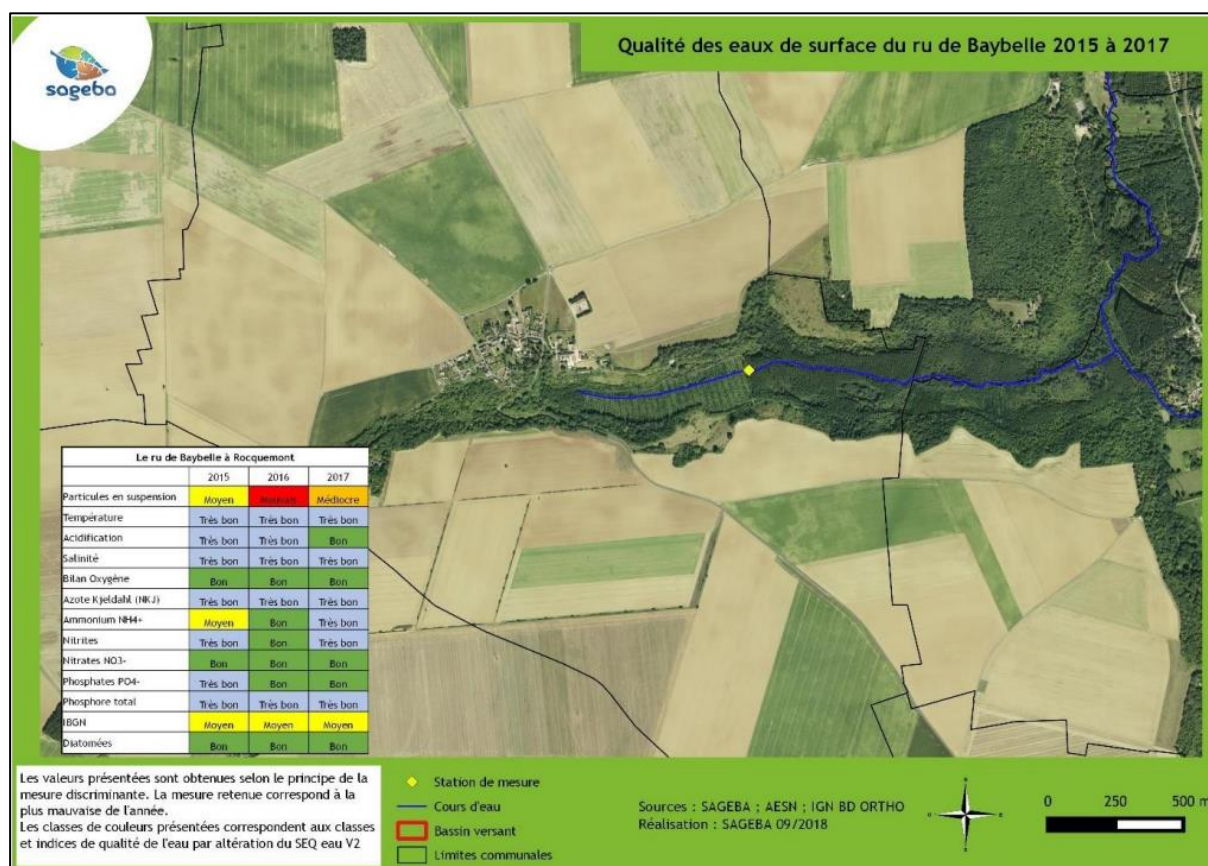 sageba
Qualité des eaux de surface du ru de Baybelle 2015 à 2017
Le ru de Baybelle à Rocquemont
2015 2016 2017
Particules en suspension Moyen Mauvais Médiocre
Température Très bon Très bon Très bon
Acidification Très bon Très bon Bon
Salinité Très bon Très bon Très bon
Bilan Oxygène Bon Bon Bon
Azote Kjeldahl (NKJ) Très bon Très bon Très bon
Ammonium NH4+ Moyen Bon Très bon
Nitrites Très bon Bon Très bon
Nitrates NO3- Bon Bon Bon
Phosphates PO4- Très bon Bon Bon
Phosphore total Très bon Très bon Très bon
IBGN Moyen Moyen Moyen
Diatomées Bon Bon Bon
Les valeurs présentées sont obtenues selon le principe de la
mesure discriminante. La mesure retenue correspond à la
plus mauvaise de l'année.
Les classes de couleurs présentées correspondent aux classes
et indices de qualité de l'eau par altération du SEQ eau V2
Station de mesure
Cours d'eau
Bassin versant
Limites communales
Sources : SAGEBA ; AESN ; IGN BD ORTHO
Réalisation : SAGEBA 09/2018
0 250 500 m